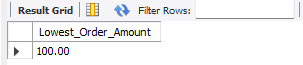 Result Grid Filter Rows:
Lowest_Order_Amount
100.00